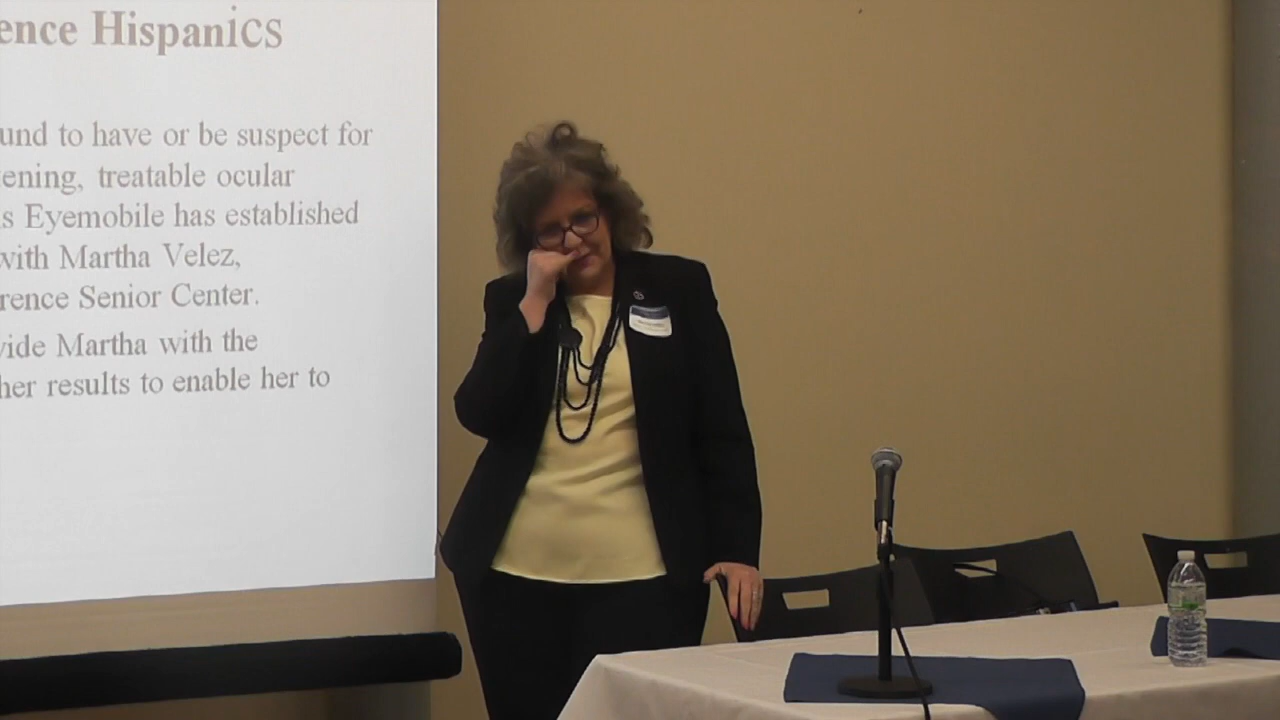 ence Hispanics
und to have or be suspect for
ening, treatable ocular
s Eyemobile has established
with Martha Velez,
rence Senior Center.
vide Martha with the
her results to enable her to